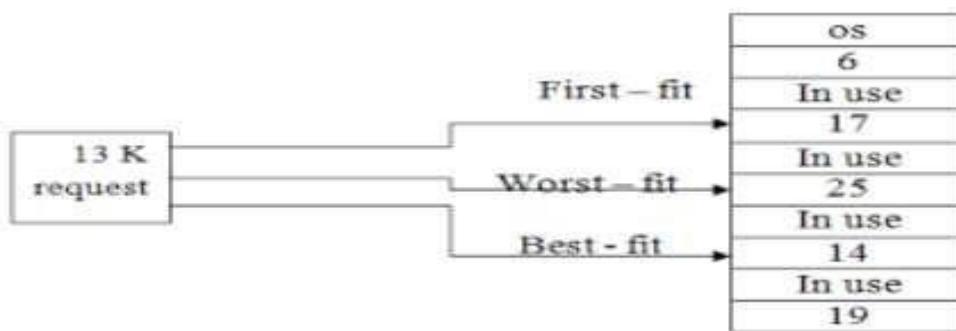 os
6
First – fit
In use
17
13 K
request
In use
Worst – fit
25
In use
Best - fit
14
In use
19